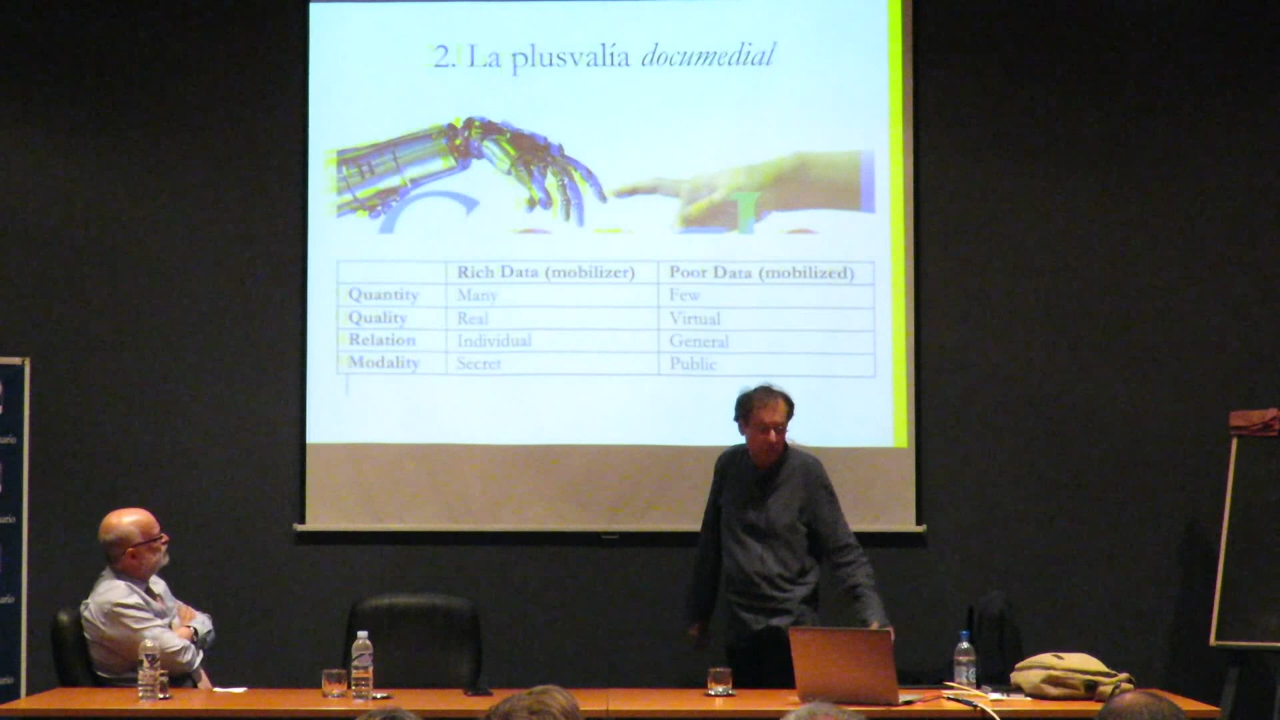 2. La plusvalía documedial
Rich Data (mobilizer) Poor Data (mobilized)
Quantity Many Few
Quality Real Virtual
Relation Individual General
Modality Secret Public